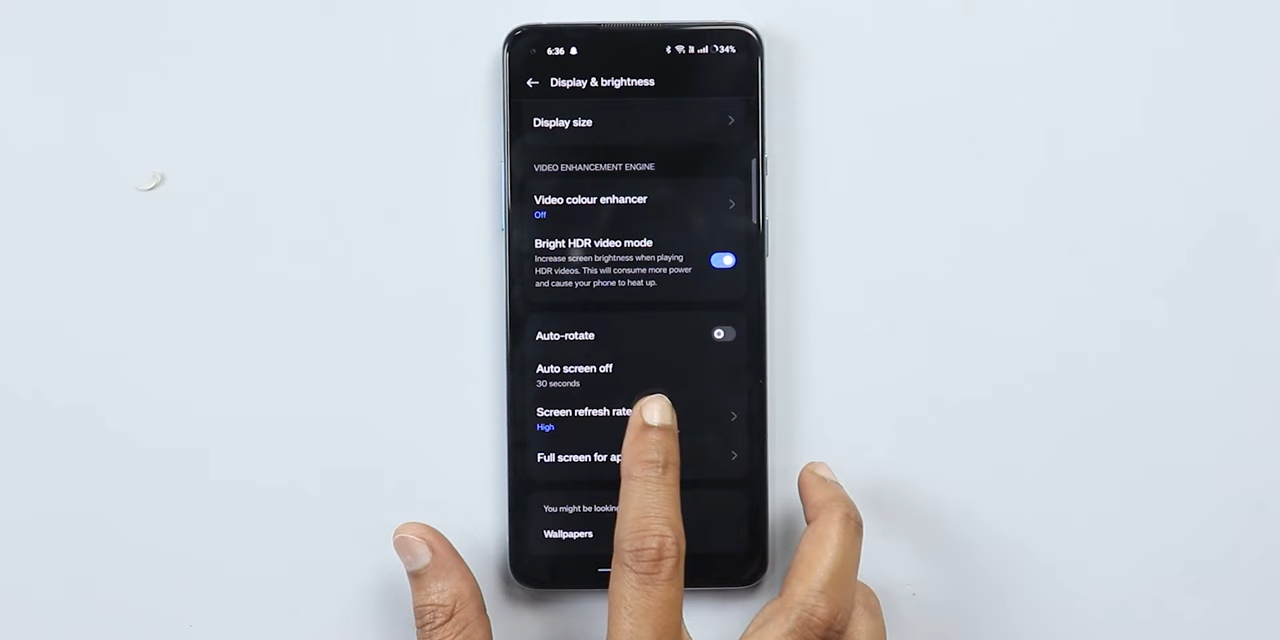 6:36
34%
Display & brightness
Display size
VIDEO ENHANCEMENT ENGINE
Video colour enhancer
Off
Bright HDR video mode
Increase screen brightness when playing
HDR videos. This will consume more power
and cause your phone to heat up.
Auto-rotate
Auto screen off
30 seconds
Screen refresh rate
High
Full screen for
You might be
Wallpapers